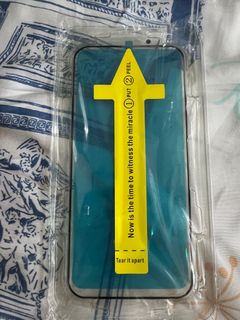 Now is the time to witness the miracle ① PUT ② PEEL
Tear it apart